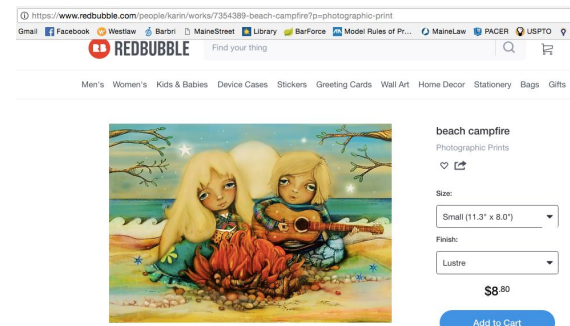 https://www.redbubble.com/people/karin/works/7354389-beach-campfire?p=photographic-print
Gmail Facebook Westlaw Barbri MaineStreet Library BarForce Model Rules of Pr... MaineLaw PACER USPTO
REDBUBBLE Find your thing
Men's Women's Kids & Babies Device Cases Stickers Greeting Cards Wall Art Home Decor Stationery Bags Gifts
beach campfire
Photographic Prints
Size:
Small (11.3" x 8.0")
Finish:
Lustre
$8.80
Add to Cart